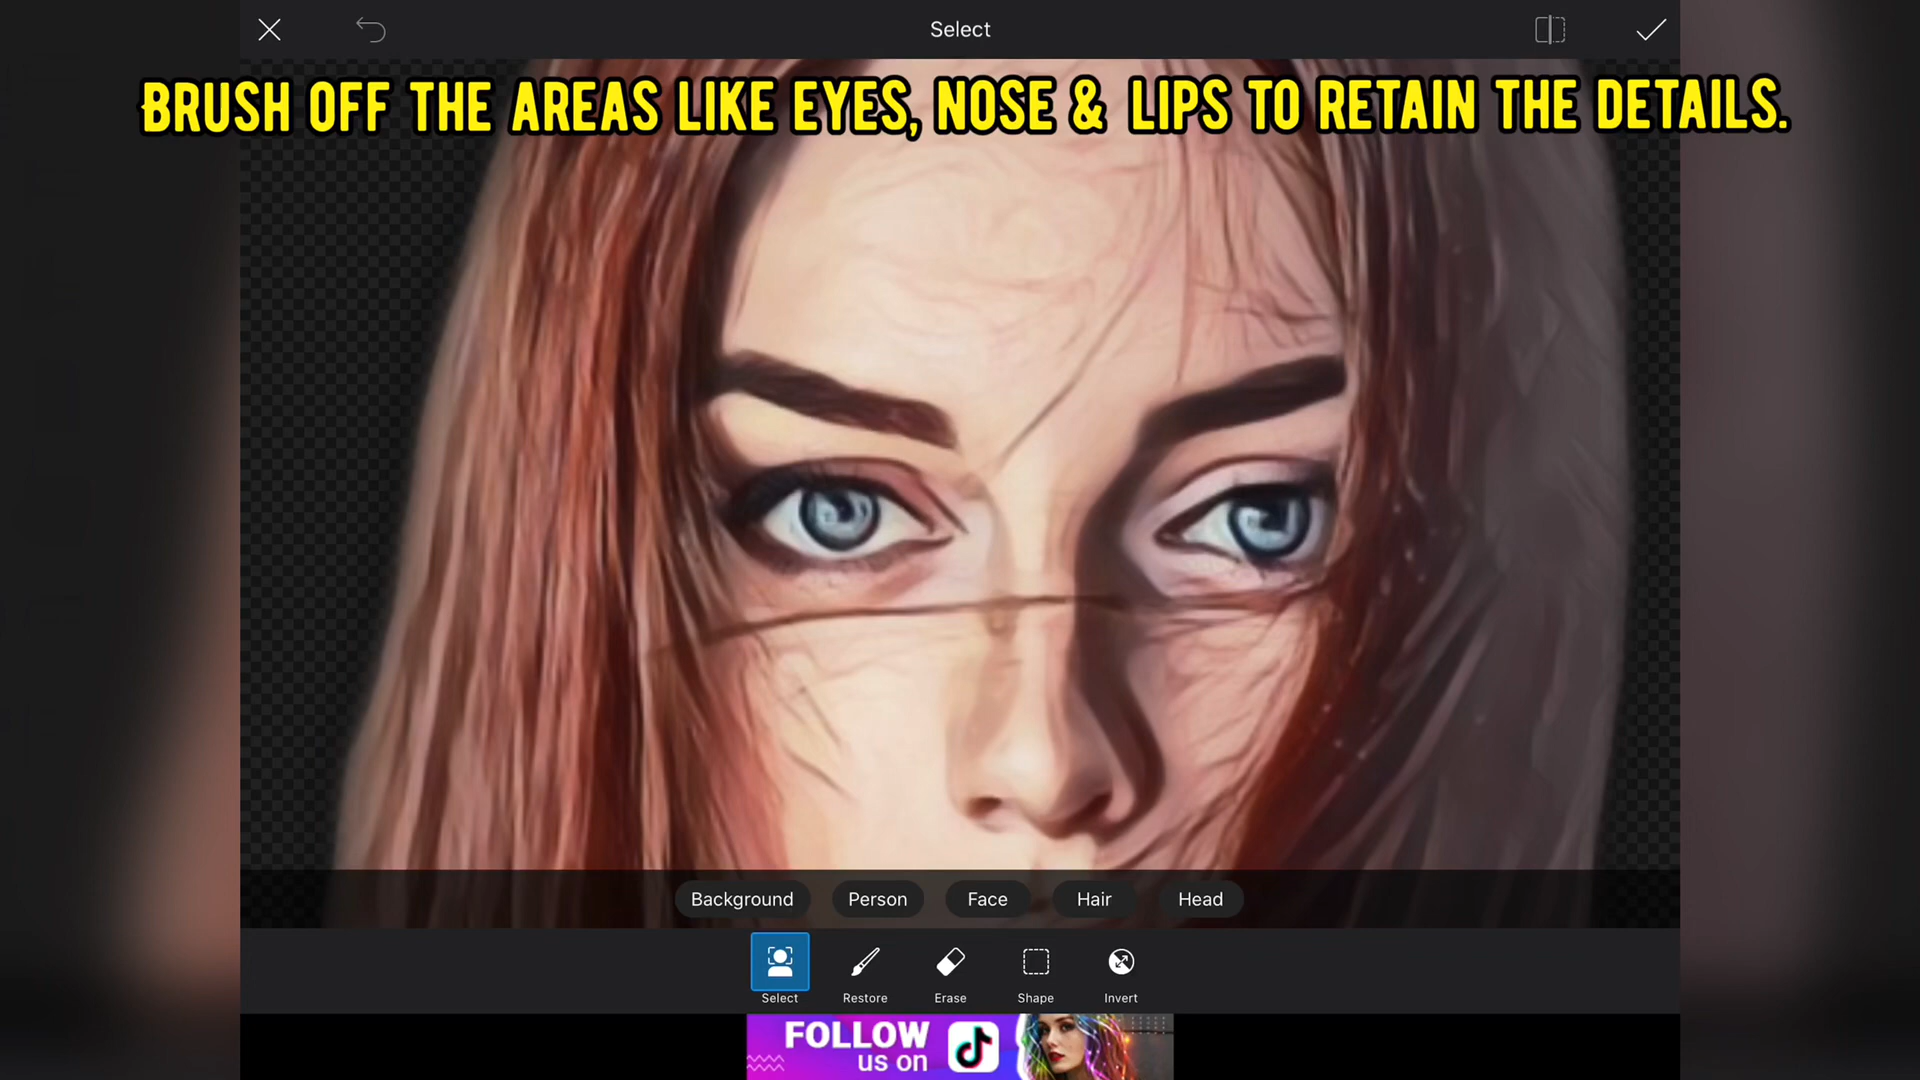 Select
BRUSH OFF THE AREAS LIKE EYES, NOSE & LIPS TO RETAIN THE DETAILS.
Background Person Face Hair Head
Select Restore Erase Shape Invert
FOLLOW
us on